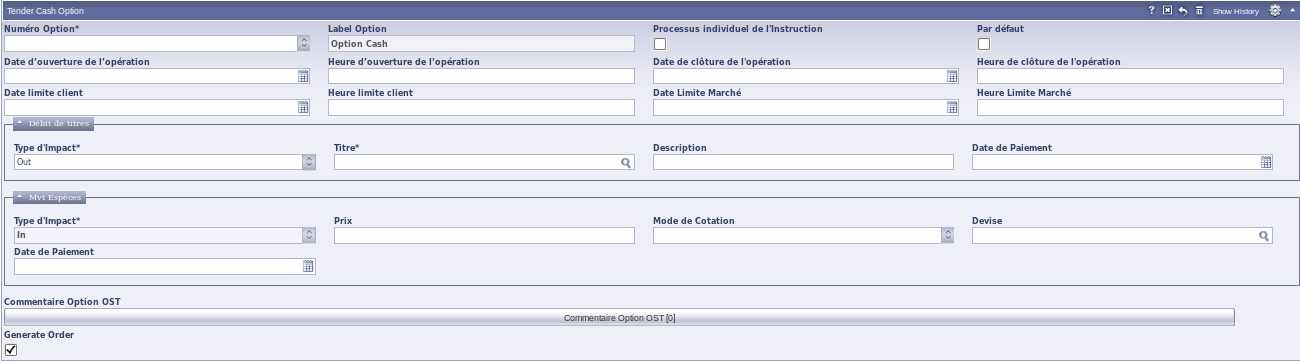 Tender Cash Option ? Show History
Numéro Option* Label Option Processus individuel de l'Instruction Par défaut
Option Cash
Date d’ouverture de l’opération Heure d’ouverture de l’opération Date de clôture de l'opération Heure de clôture de l'opération
Date limite client Heure limite client Date Limite Marché Heure Limite Marché
Débit de titres
Type d'Impact* Titre* Description Date de Paiement
Out
Mvt Espèces
Type d'Impact* Prix Mode de Cotation Devise
In
Date de Paiement
Commentaire Option OST
Commentaire Option OST [0]
Generate Order